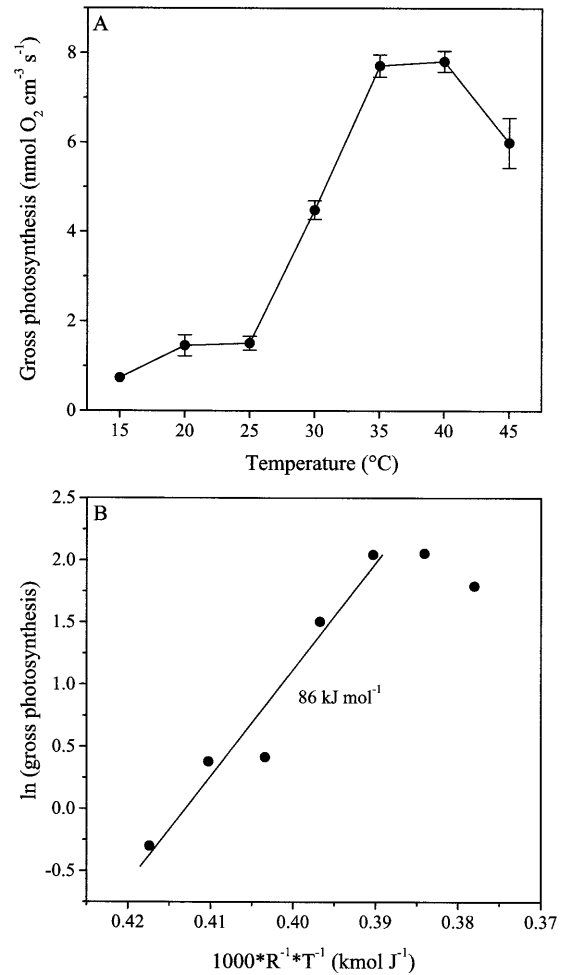 A
Gross photosynthesis (nmol O₂ cm⁻³ s⁻¹)
8
6
4
2
0
15 20 25 30 35 40 45
Temperature (°C)
B
ln (gross photosynthesis)
2.5
2.0
1.5
1.0
0.5
0.0
-0.5
86 kJ mol⁻¹
0.42 0.41 0.40 0.39 0.38 0.37
1000*R⁻¹*T⁻¹ (kmol J⁻¹)